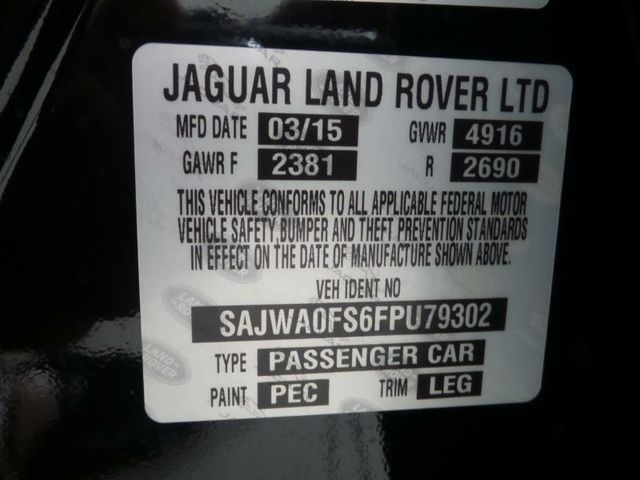 JAGUAR LAND ROVER LTD
MFD DATE 03/15 GVWR 4916
GAWR F 2381 R 2690
THIS VEHICLE CONFORMS TO ALL APPLICABLE FEDERAL MOTOR
VEHICLE SAFETY BUMPER AND THEFT PREVENTION STANDARDS
IN EFFECT ON THE DATE OF MANUFACTURE SHOWN ABOVE.
VEH IDENT NO
SAJWA0FS6FPU79302
TYPE PASSENGER CAR
PAINT PEC TRIM LEG
LAND
ROVER